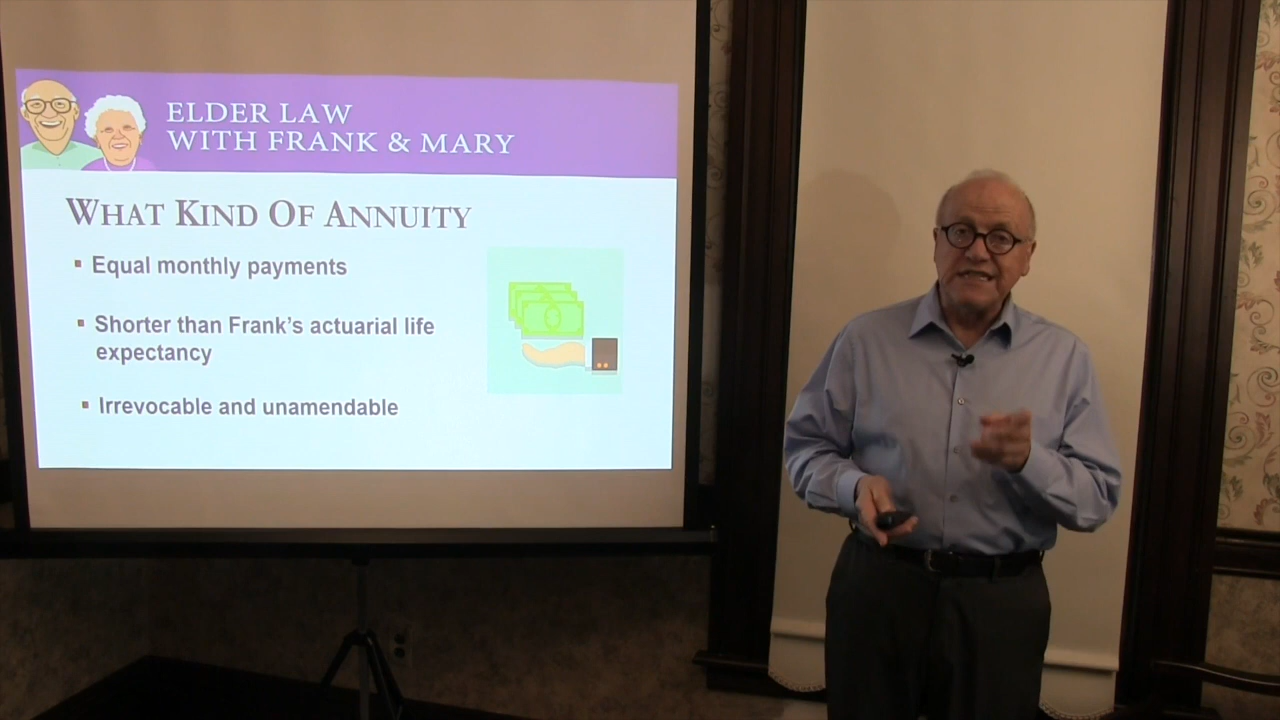 ELDER LAW
WITH FRANK & MARY
WHAT KIND OF ANNUITY
▪ Equal monthly payments
▪ Shorter than Frank's actuarial life
expectancy
▪ Irrevocable and unamendable